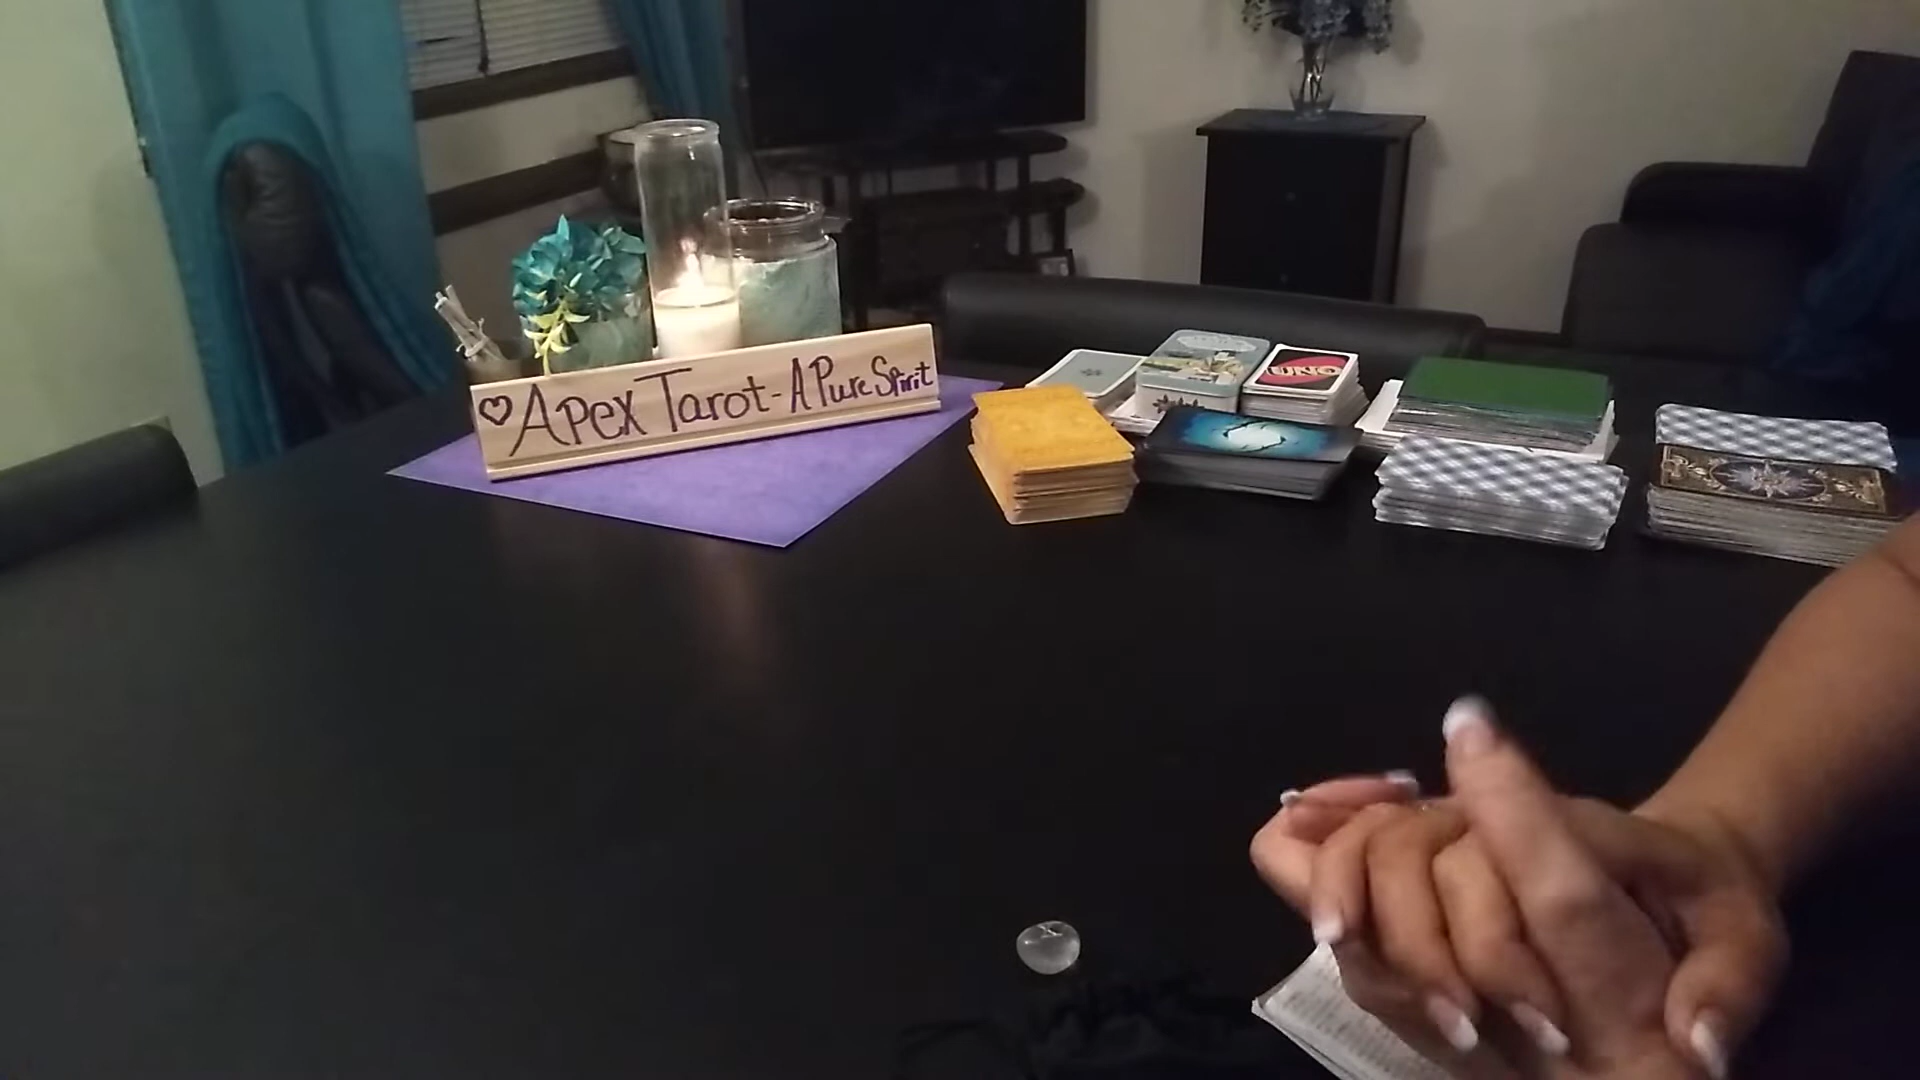 ♡ Apex Tarot - A Pure Spirit
UNO